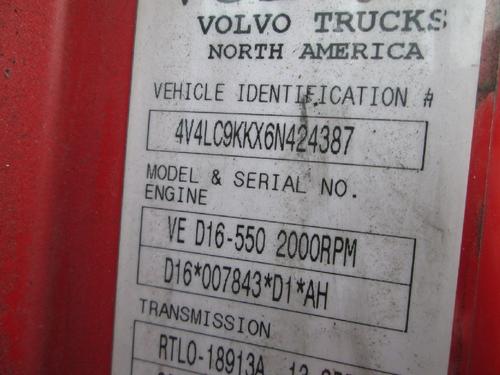 VOLVO TRUCKS
NORTH AMERICA
VEHICLE IDENTIFICATION #
4V4LC9KKX6N424387
MODEL & SERIAL NO.
ENGINE
VE D16-550 2000RPM
D16*007843*D1*AH
TRANSMISSION
RTLO-18913A